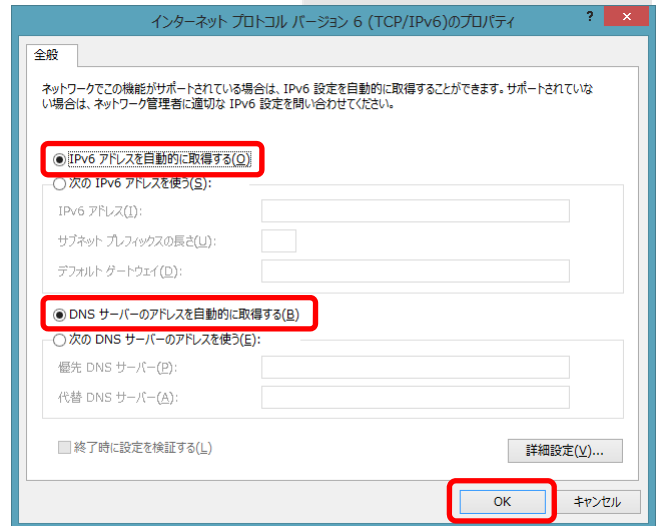 インターネット プロトコル バージョン 6 (TCP/IPv6)のプロパティ
?
×
全般
ネットワークでこの機能がサポートされている場合は、IPv6 設定を自動的に取得することができます。サポートされていな
い場合は、ネットワーク管理者に適切な IPv6 設定を問い合わせてください。
IPv6 アドレスを自動的に取得する(O)
次の IPv6 アドレスを使う(S):
IPv6 アドレス(I):
サブネット プレフィックスの長さ(U):
デフォルト ゲートウェイ(D):
DNS サーバーのアドレスを自動的に取得する(B)
次の DNS サーバーのアドレスを使う(E):
優先 DNS サーバー(P):
代替 DNS サーバー(A):
終了時に設定を検証する(L)
詳細設定(V)...
OK
キャンセル